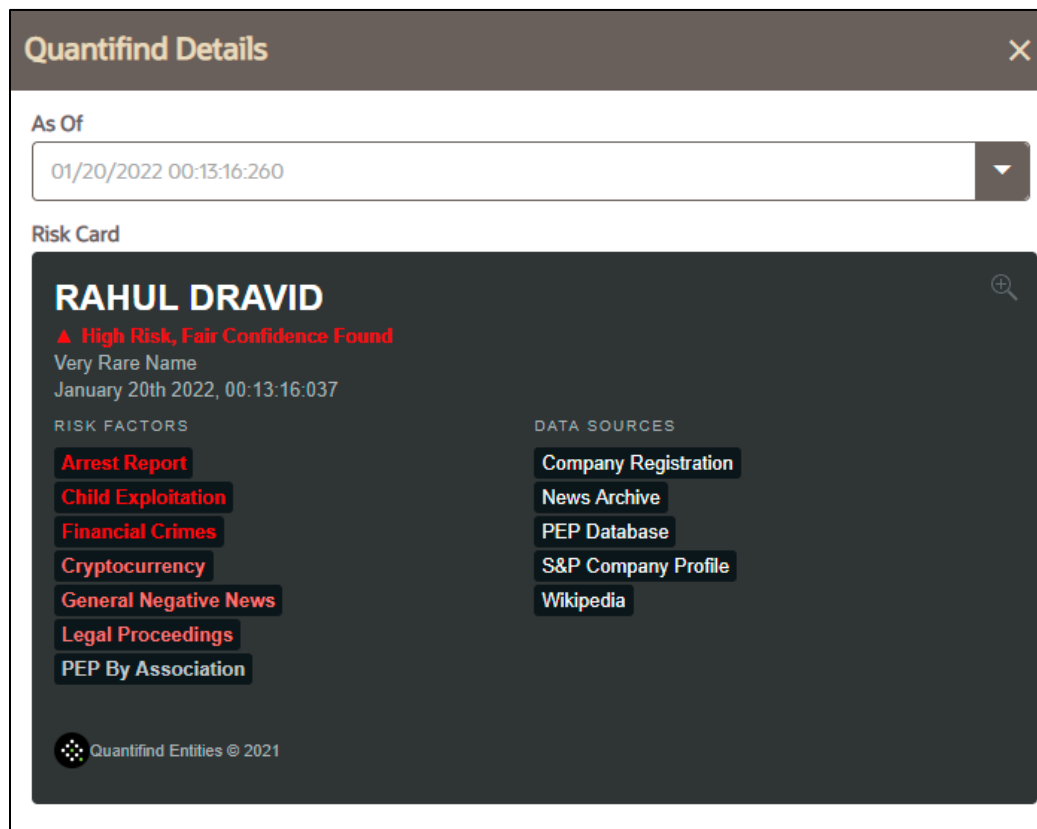 Quantifind Details
As Of
01/20/2022 00:13:16:260
Risk Card
RAHUL DRAVID
▲ High Risk, Fair Confidence Found
Very Rare Name
January 20th 2022, 00:13:16:037
RISK FACTORS
Arrest Report
Child Exploitation
Financial Crimes
Cryptocurrency
General Negative News
Legal Proceedings
PEP By Association
DATA SOURCES
Company Registration
News Archive
PEP Database
S&P Company Profile
Wikipedia
Quantifind Entities © 2021